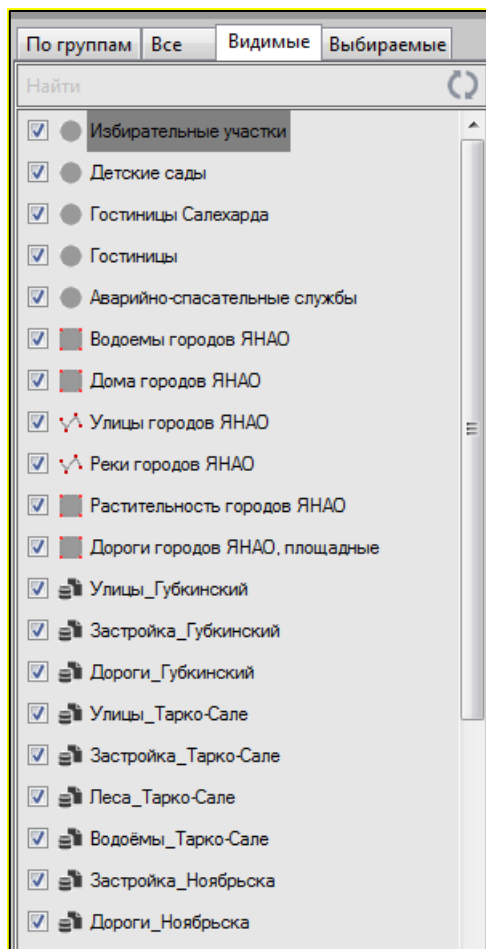 По группам Все Видимые Выбираемые
Найти
Избирательные участки
Детские сады
Гостиницы Салехарда
Гостиницы
Аварийно-спасательные службы
Водоемы городов ЯНАО
Дома городов ЯНАО
Улицы городов ЯНАО
Реки городов ЯНАО
Растительность городов ЯНАО
Дороги городов ЯНАО, площадные
Улицы_Губкинский
Застройка_Губкинский
Дороги_Губкинский
Улицы_Тарко-Сале
Застройка_Тарко-Сале
Леса_Тарко-Сале
Водоёмы_Тарко-Сале
Застройка_Ноябрьска
Дороги_Ноябрьска